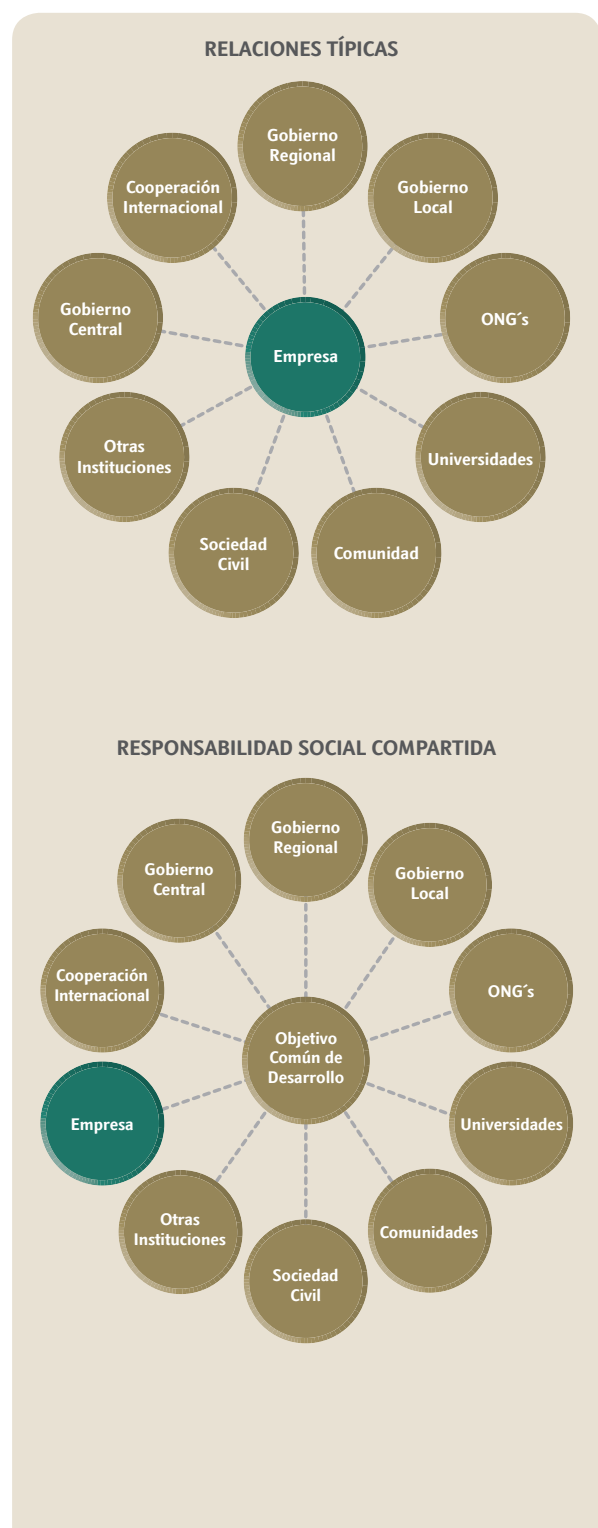 RELACIONES TÍPICAS
Gobierno
Regional
Cooperación
Internacional
Gobierno
Local
Gobierno
Central
ONG´s
Empresa
Otras
Instituciones
Universidades
Sociedad
Civil
Comunidad
RESPONSABILIDAD SOCIAL COMPARTIDA
Gobierno
Regional
Gobierno
Central
Gobierno
Local
Cooperación
Internacional
ONG´s
Objetivo
Común de
Desarrollo
Empresa
Universidades
Otras
Instituciones
Comunidades
Sociedad
Civil